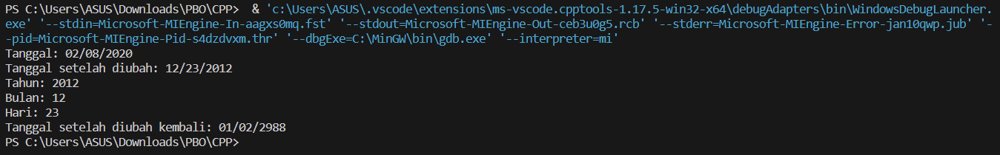 PS C:\Users\ASUS\Downloads\PBO\CPP>  & 'c:\Users\ASUS\.vscode\extensions\ms-vscode.cpptools-1.17.5-win32-x64\debugAdapters\bin\WindowsDebugLauncher.
exe' '--stdin=Microsoft-MIEngine-In-aagxs0mq.fst' '--stdout=Microsoft-MIEngine-Out-ceb3u0g5.rcb' '--stderr=Microsoft-MIEngine-Error-jan10qwp.jub' '-
-pid=Microsoft-MIEngine-Pid-s4dzdvxm.thr' '--dbgExe=C:\MinGW\bin\gdb.exe' '--interpreter=mi'
Tanggal: 02/08/2020
Tanggal setelah diubah: 12/23/2012
Tahun: 2012
Bulan: 12
Hari: 23
Tanggal setelah diubah kembali: 01/02/2988
PS C:\Users\ASUS\Downloads\PBO\CPP>